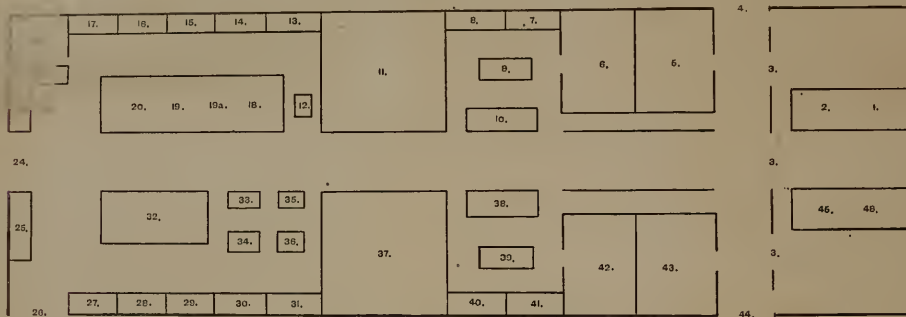 4.
17. 16. 15. 14. 13. 8. 7.
11. 9. 6. 5. 3.
20. 19. 19a. 18. 12. 10. 2. 1.
24. 3.
25. 32. 33. 35. 38. 45. 46.
34. 36. 37. 39. 42. 43. 3.
26. 27. 28. 29. 30. 31. 40. 41. 44.